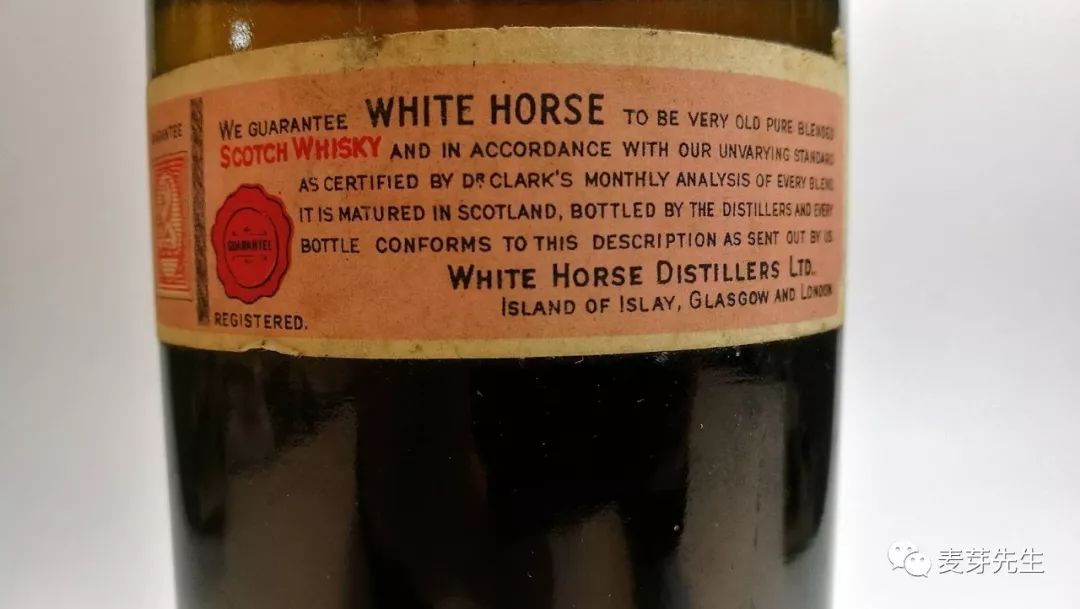 WE GUARANTEE WHITE HORSE TO BE VERY OLD PURE BLENDED
SCOTCH WHISKY AND IN ACCORDANCE WITH OUR UNVARYING STANDARD
AS CERTIFIED BY DR CLARK'S MONTHLY ANALYSIS OF EVERY BLEND
IT IS MATURED IN SCOTLAND, BOTTLED BY THE DISTILLERS AND EVERY
BOTTLE CONFORMS TO THIS DESCRIPTION AS SENT OUT BY US.
GUARANTEE
WHITE HORSE DISTILLERS LTD.
ISLAND OF ISLAY, GLASGOW AND LONDON
REGISTERED.
麦芽先生